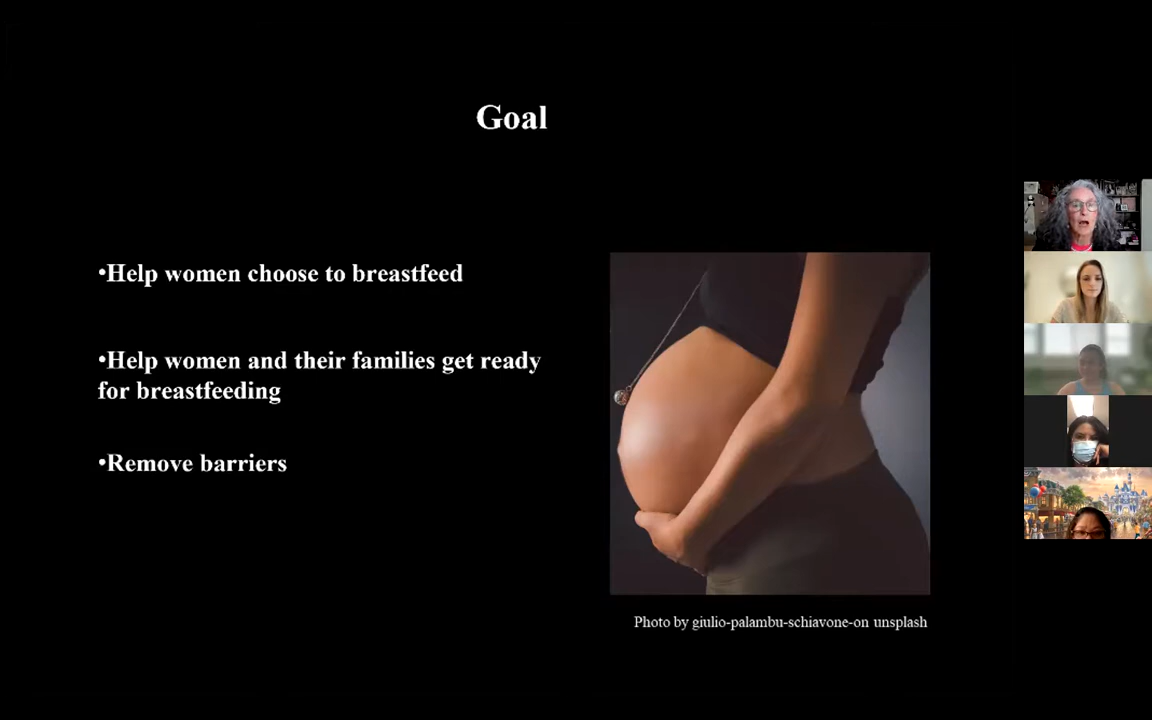 Goal
•Help women choose to breastfeed
•Help women and their families get ready
for breastfeeding
•Remove barriers
Photo by giulio-palambu-schiavone-on unsplash